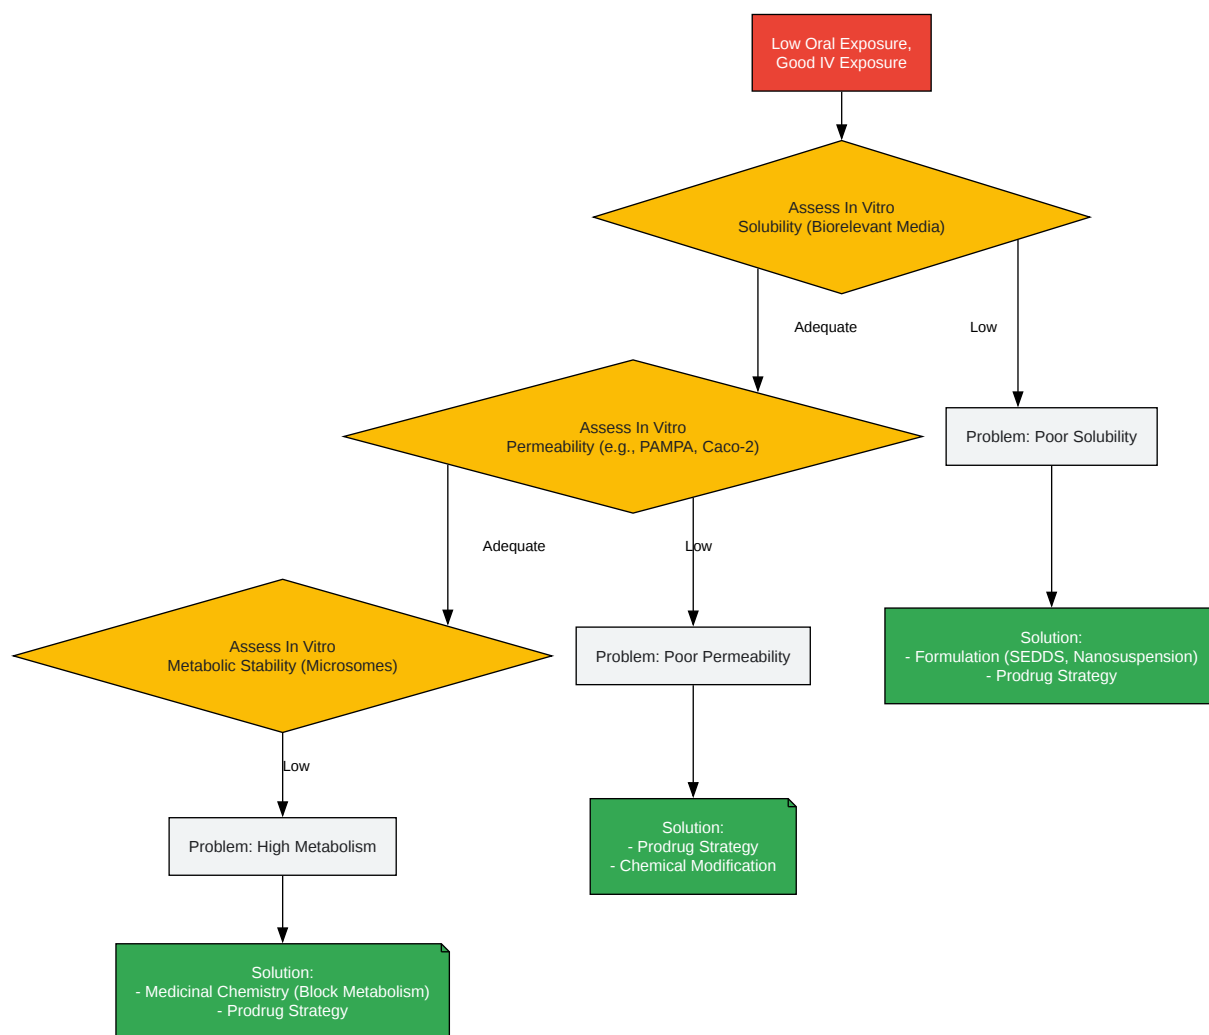 Low Oral Exposure,
Good IV Exposure
Assess In Vitro
Solubility (Biorelevant Media)
Adequate
Low
Assess In Vitro
Permeability (e.g., PAMPA, Caco-2)
Problem: Poor Solubility
Adequate
Low
Assess In Vitro
Metabolic Stability (Microsomes)
Problem: Poor Permeability
Solution:
- Formulation (SEDDS, Nanosuspension)
- Prodrug Strategy
Low
Problem: High Metabolism
Solution:
- Prodrug Strategy
- Chemical Modification
Solution:
- Medicinal Chemistry (Block Metabolism)
- Prodrug Strategy